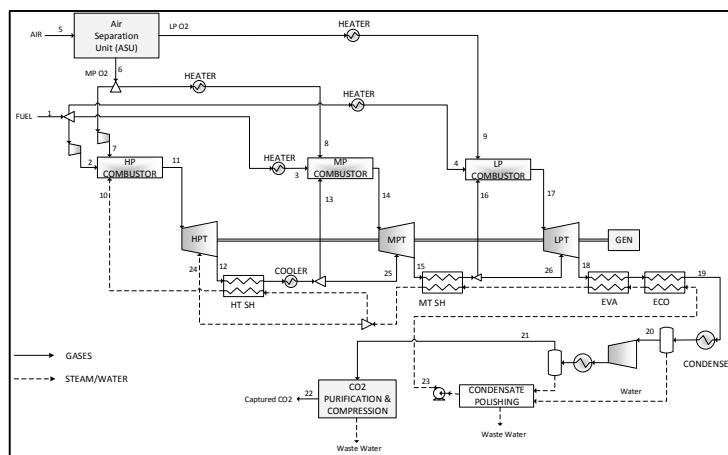 AIR
5
Air
Separation
Unit (ASU)
LP O2
HEATER
6
MP O2
HEATER
HEATER
FUEL
1
7
8
9
HEATER
2
HP
COMBUSTOR
11
3
MP
COMBUSTOR
4
LP
COMBUSTOR
10
13
14
16
17
HPT
MPT
LPT
GEN
24
12
COOLER
25
15
26
18
19
HT SH
MT SH
EVA
ECO
21
20
GASES
CONDENSE
STEAM/WATER
CO2
PURIFICATION &
COMPRESSION
23
CONDENSATE
POLISHING
Water
Captured CO2
22
Waste Water
Waste Water